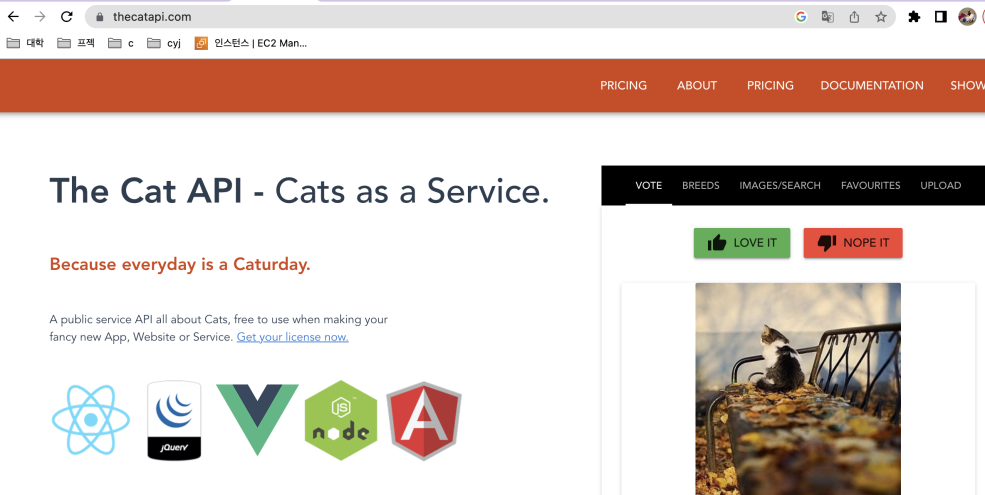 thecatapi.com
대학 프젝 c cyj 인스턴스 | EC2 Man...
PRICING ABOUT PRICING DOCUMENTATION SHOW
The Cat API - Cats as a Service.
VOTE BREEDS IMAGES/SEARCH FAVOURITES UPLOAD
LOVE IT NOPE IT
Because everyday is a Caturday.
A public service API all about Cats, free to use when making your
fancy new App, Website or Service. Get your license now.
jQuery JS node A